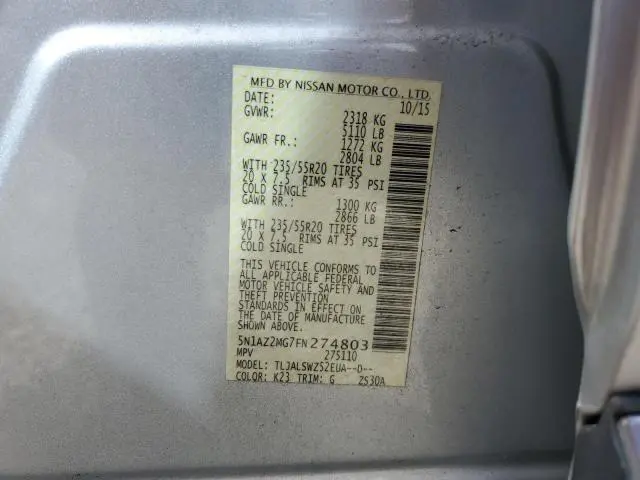 MFD BY NISSAN MOTOR CO., LTD.
DATE: 10/15
GVWR: 2318 KG
5110 LB
GAWR FR.: 1272 KG
2804 LB
WITH 235/55R20 TIRES
20 X 7.5 RIMS AT 35 PSI
COLD SINGLE
GAWR RR.: 1300 KG
2866 LB
WITH 235/55R20 TIRES
20 X 7.5 RIMS AT 35 PSI
COLD SINGLE
THIS VEHICLE CONFORMS TO
ALL APPLICABLE FEDERAL
MOTOR VEHICLE SAFETY AND
THEFT PREVENTION
STANDARDS IN EFFECT ON
THE DATE OF MANUFACTURE
SHOWN ABOVE.
5N1AZ2MG7FN274803
MPV 275110
MODEL: TLJALSWZ52EUA--D--
COLOR: K23 TRIM: G ZS30A